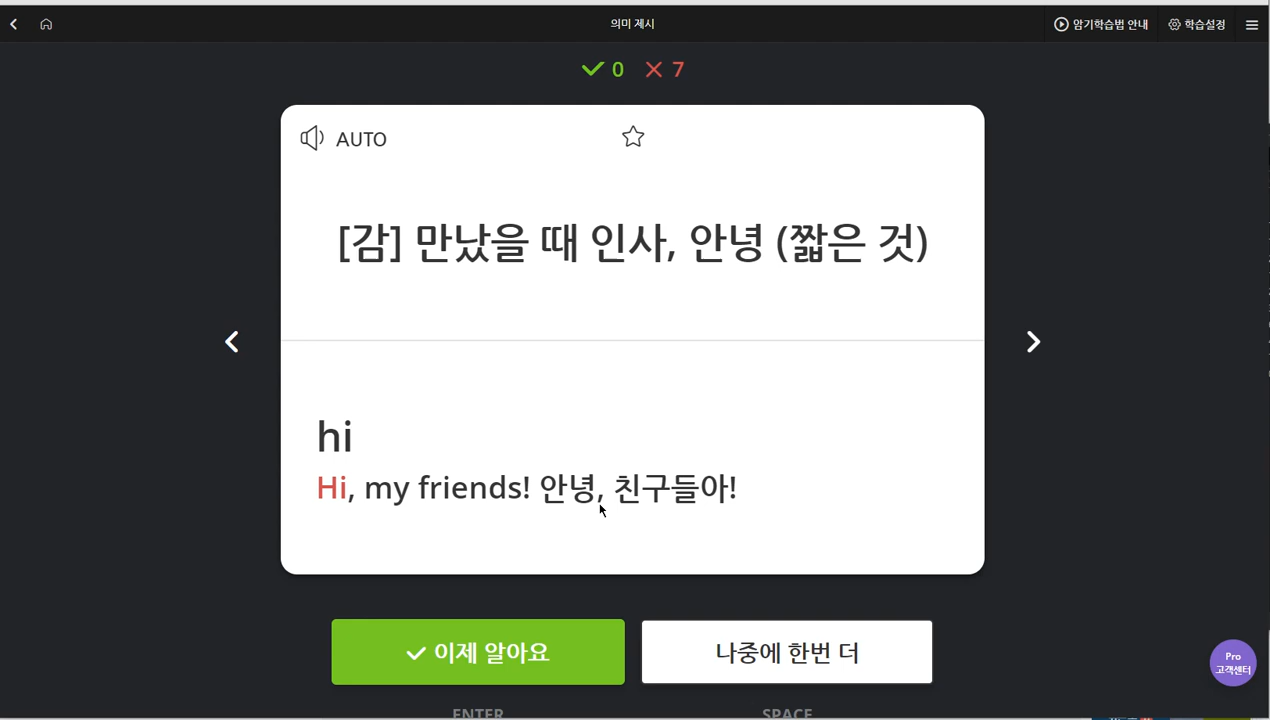 의미 제시
암기학습법 안내
학습설정
0 7
AUTO
[감] 만났을 때 인사, 안녕 (짧은 것)
hi
Hi, my friends! 안녕, 친구들아!
이제 알아요
나중에 한번 더
Pro
고객센터
ENTER
SPACE